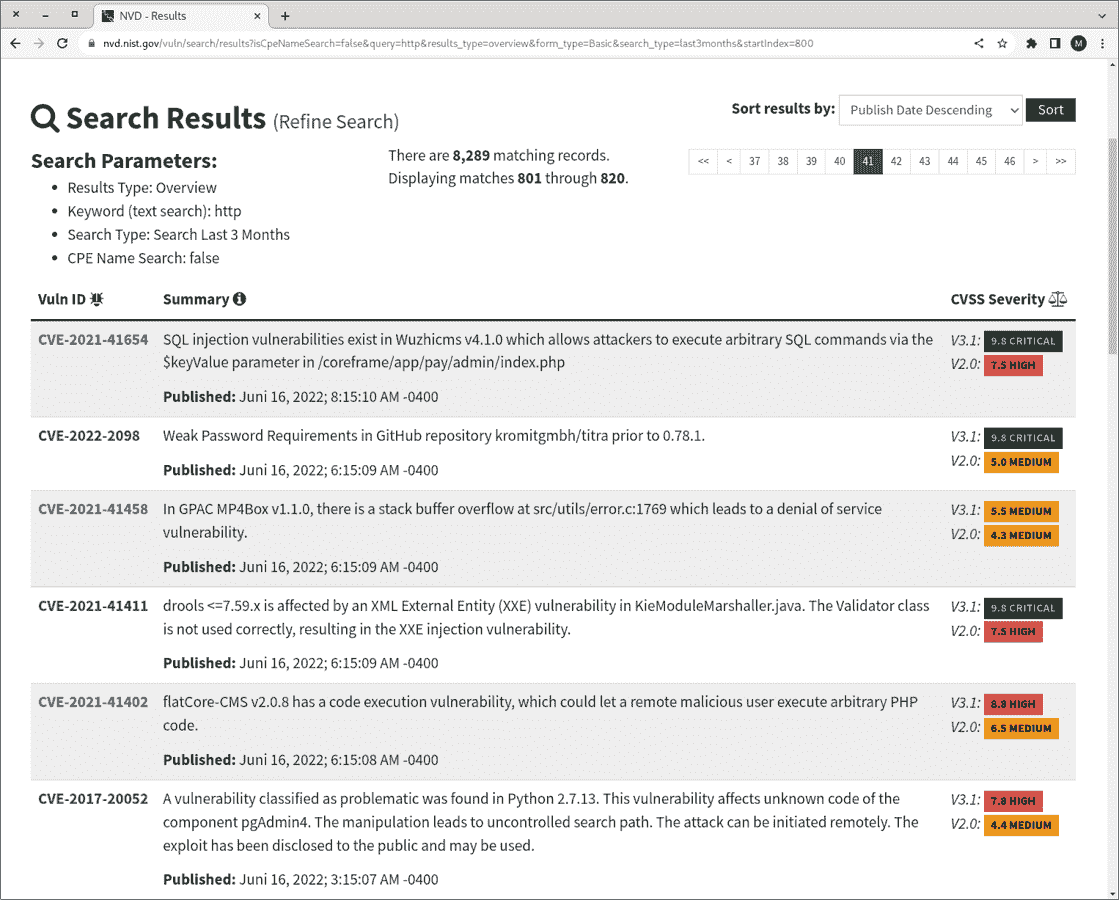 NVD - Results
nvd.nist.gov/vuln/search/results?isCpeNameSearch=false&query=http&results_type=overview&form_type=Basic&search_type=last3months&startIndex=800
M
Search Results (Refine Search)
Sort results by: Publish Date Descending Sort
Search Parameters:
Results Type: Overview
Keyword (text search): http
Search Type: Search Last 3 Months
CPE Name Search: false
There are 8,289 matching records.
Displaying matches 801 through 820.
<< < 37 38 39 40 41 42 43 44 45 46 > >>
Vuln ID Summary CVSS Severity
CVE-2021-41654 SQL injection vulnerabilities exist in Wuzhicms v4.1.0 which allows attackers to execute arbitrary SQL commands via the V3.1: 9.8 CRITICAL
$keyValue parameter in /coreframe/app/pay/admin/index.php V2.0: 7.5 HIGH
Published: Juni 16, 2022; 8:15:10 AM -0400
CVE-2022-2098 Weak Password Requirements in GitHub repository kromitgmbh/titra prior to 0.78.1. V3.1: 9.8 CRITICAL
V2.0: 5.0 MEDIUM
Published: Juni 16, 2022; 6:15:09 AM -0400
CVE-2021-41458 In GPAC MP4Box v1.1.0, there is a stack buffer overflow at src/utils/error.c:1769 which leads to a denial of service V3.1: 5.5 MEDIUM
vulnerability. V2.0: 4.3 MEDIUM
Published: Juni 16, 2022; 6:15:09 AM -0400
CVE-2021-41411 drools <=7.59.x is affected by an XML External Entity (XXE) vulnerability in KieModuleMarshaller.java. The Validator class V3.1: 9.8 CRITICAL
is not used correctly, resulting in the XXE injection vulnerability. V2.0: 7.5 HIGH
Published: Juni 16, 2022; 6:15:09 AM -0400
CVE-2021-41402 flatCore-CMS v2.0.8 has a code execution vulnerability, which could let a remote malicious user execute arbitrary PHP V3.1: 8.8 HIGH
code. V2.0: 6.5 MEDIUM
Published: Juni 16, 2022; 6:15:08 AM -0400
CVE-2017-20052 A vulnerability classified as problematic was found in Python 2.7.13. This vulnerability affects unknown code of the V3.1: 7.8 HIGH
component pgAdmin4. The manipulation leads to uncontrolled search path. The attack can be initiated remotely. The V2.0: 4.4 MEDIUM
exploit has been disclosed to the public and may be used.
Published: Juni 16, 2022; 3:15:07 AM -0400